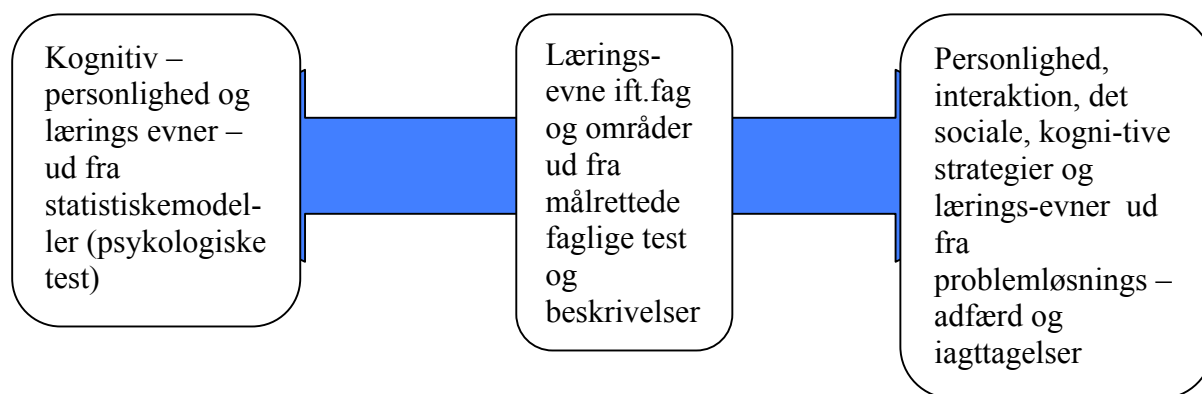 Kognitiv –
personlighed og
lærings evner –
ud fra
statistiskemodel-
ler (psykologiske
test)
Lærings-
evne ift.fag
og områder
ud fra
målrettede
faglige test
og
beskrivelser
Personlighed,
interaktion, det
sociale, kogni-tive
strategier og
lærings-evner  ud
fra
problemløsnings –
adfærd og
iagttagelser